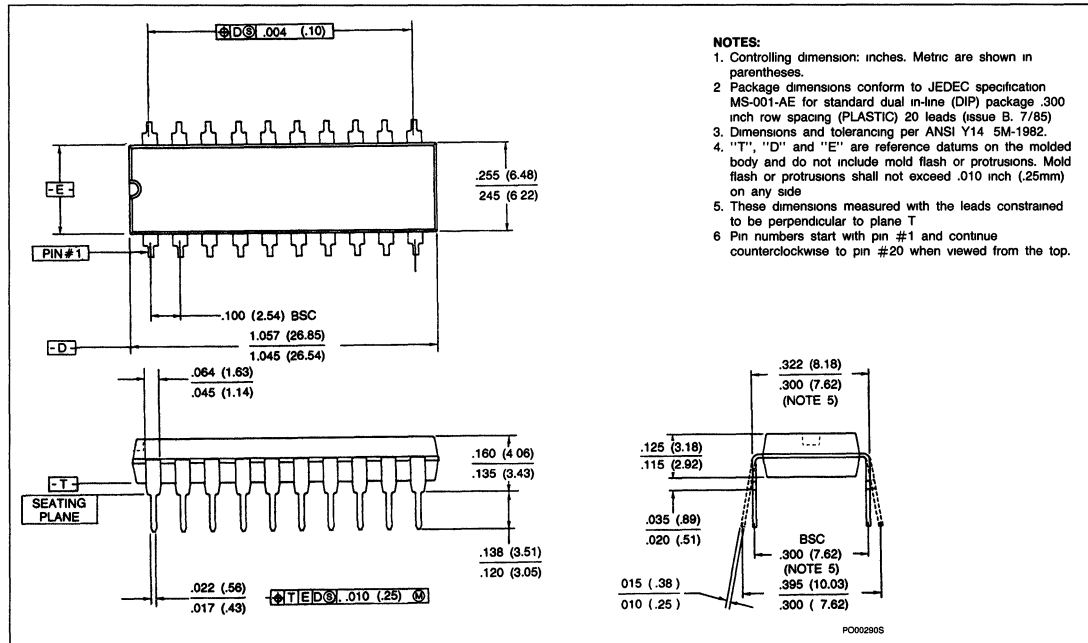 ⌖ D Ⓢ .004 (.10)
NOTES:
1. Controlling dimension: inches. Metric are shown in
parentheses.
2 Package dimensions conform to JEDEC specification
MS-001-AE for standard dual in-line (DIP) package .300
inch row spacing (PLASTIC) 20 leads (issue B. 7/85)
3. Dimensions and tolerancing per ANSI Y14 5M-1982.
4. "T", "D" and "E" are reference datums on the molded
body and do not include mold flash or protrusions. Mold
flash or protrusions shall not exceed .010 inch (.25mm)
on any side
5. These dimensions measured with the leads constrained
to be perpendicular to plane T
6 Pin numbers start with pin #1 and continue
counterclockwise to pin #20 when viewed from the top.
-E-
.255 (6.48)
245 (6 22)
PIN#1
.100 (2.54) BSC
-D-
1.057 (26.85)
1.045 (26.54)
.064 (1.63)
.045 (1.14)
.160 (4 06)
.135 (3.43)
-T-
SEATING
PLANE
.138 (3.51)
.120 (3.05)
.022 (.56)
.017 (.43)
⌖ T E D Ⓢ .010 (.25) Ⓜ
.322 (8.18)
.300 (7.62)
(NOTE 5)
.125 (3.18)
.115 (2.92)
.035 (.89)
.020 (.51)
BSC
.300 (7.62)
(NOTE 5)
.395 (10.03)
.300 ( 7.62)
015 ( .38)
010 ( .25 )
PO00290S